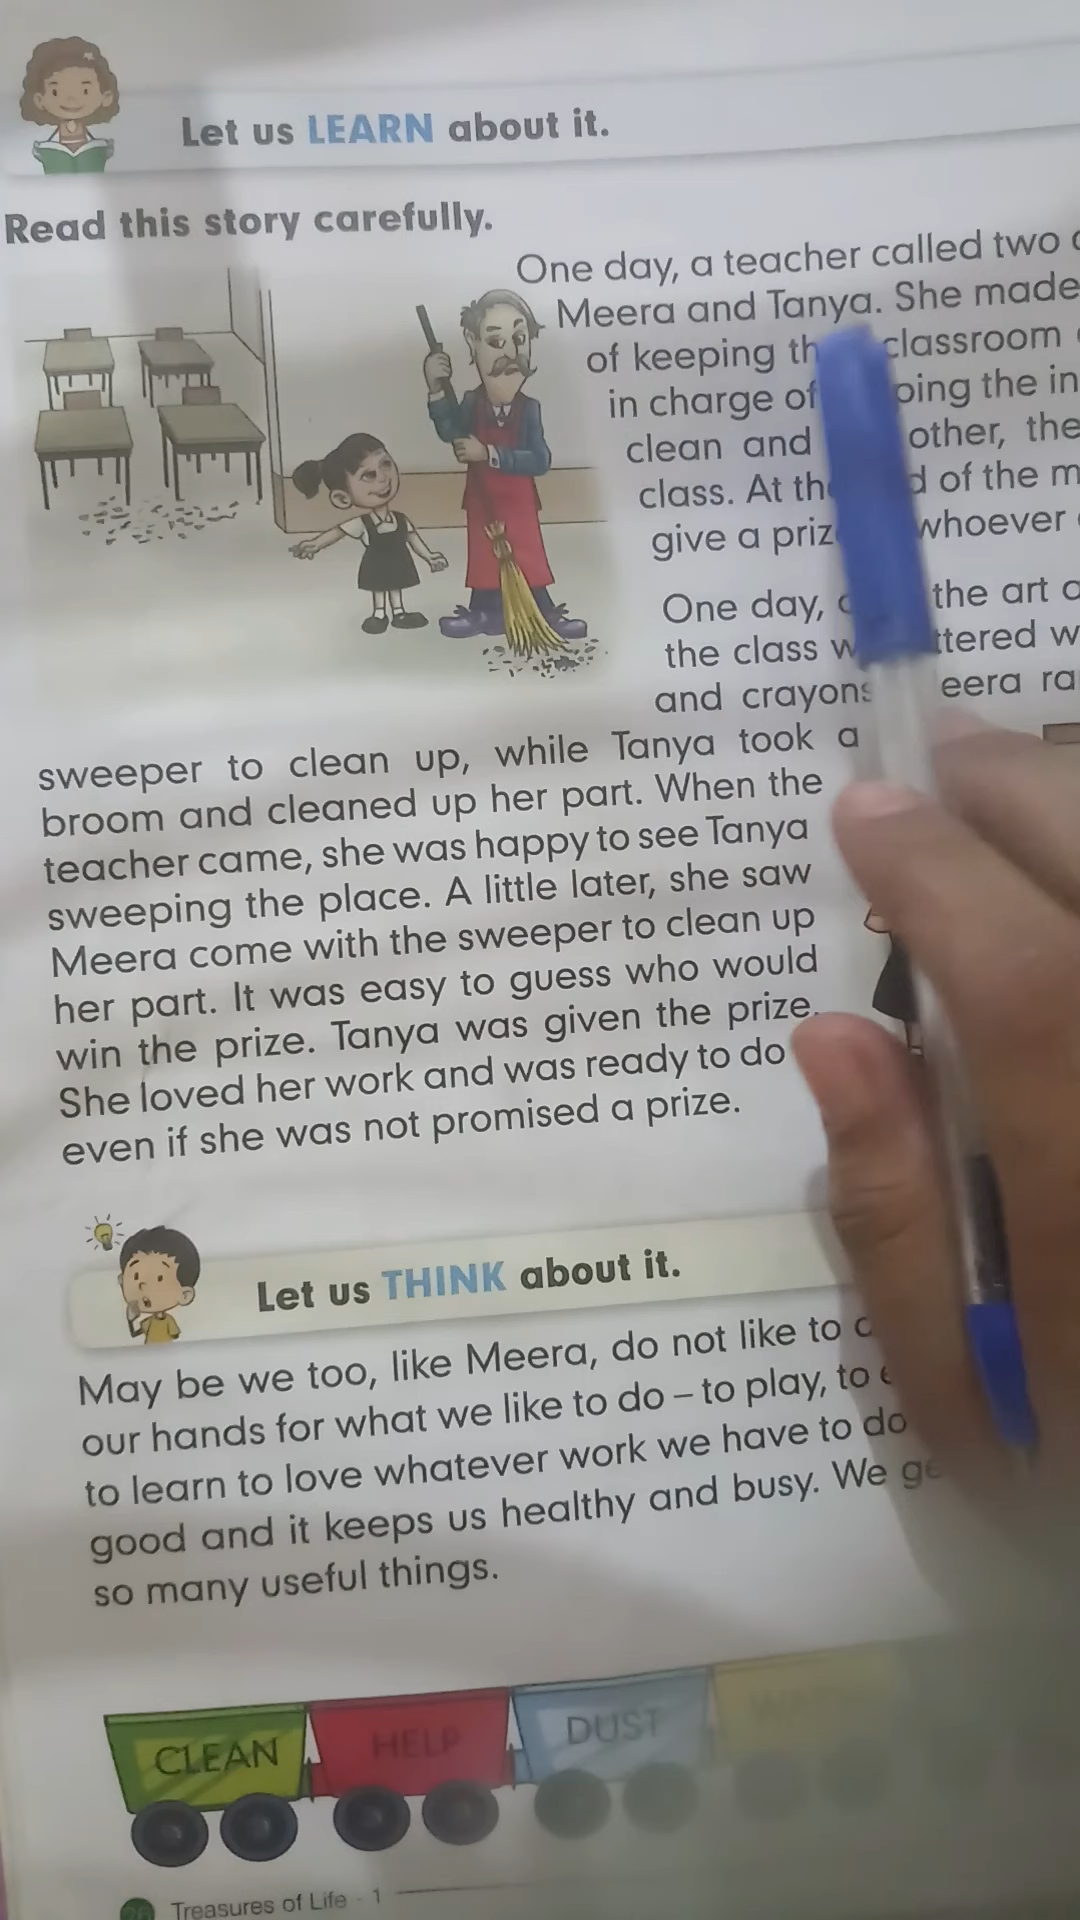 Let us LEARN about it.
Read this story carefully.
One day, a teacher called two
Meera and Tanya. She made
of keeping classroom
in charge of the in
clean and other, the
class. At of the
give a whoever
One day, the art
the class
and crayons
sweeper to clean up, while Tanya took a
broom and cleaned up her part. When the
teacher came, she was happy to see Tanya
sweeping the place. A little later, she saw
Meera come with the sweeper to clean up
her part. It was easy to guess who would
win the prize. Tanya was given the prize.
She loved her work and was ready to do
even if she was not promised a prize.
Let us THINK about it.
May be we too, like Meera, do not like to
our hands for what we like to do – to play, to
to learn to love whatever work we have to do
good and it keeps us healthy and busy. We
so many useful things.
CLEAN HELP DUST
Treasures of Life - 1